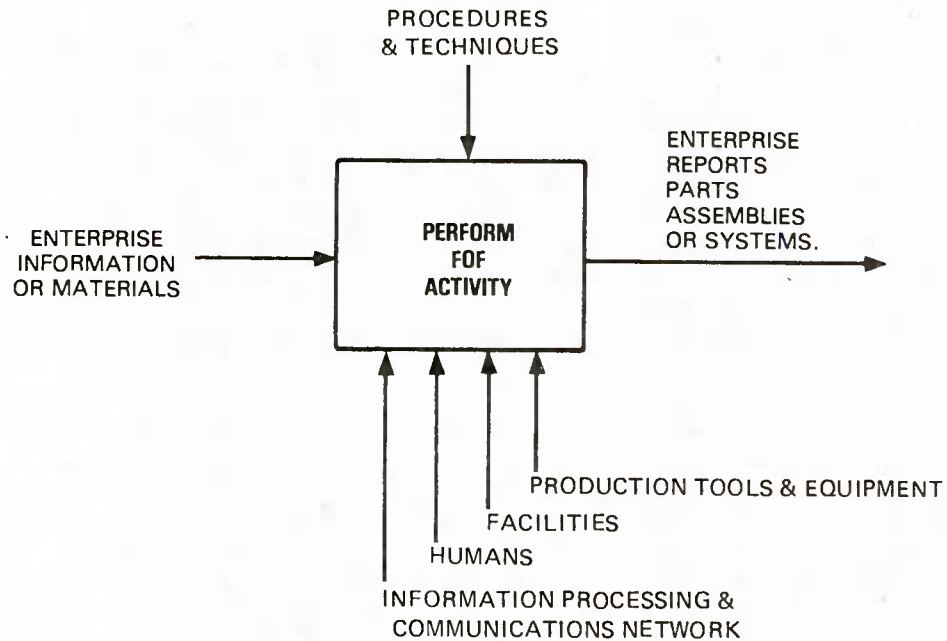 PROCEDURES
& TECHNIQUES
ENTERPRISE
REPORTS
PARTS
ASSEMBLIES
OR SYSTEMS.
PERFORM
FOF
ACTIVITY
ENTERPRISE
INFORMATION
OR MATERIALS
PRODUCTION TOOLS & EQUIPMENT
FACILITIES
HUMANS
INFORMATION PROCESSING &
COMMUNICATIONS NETWORK